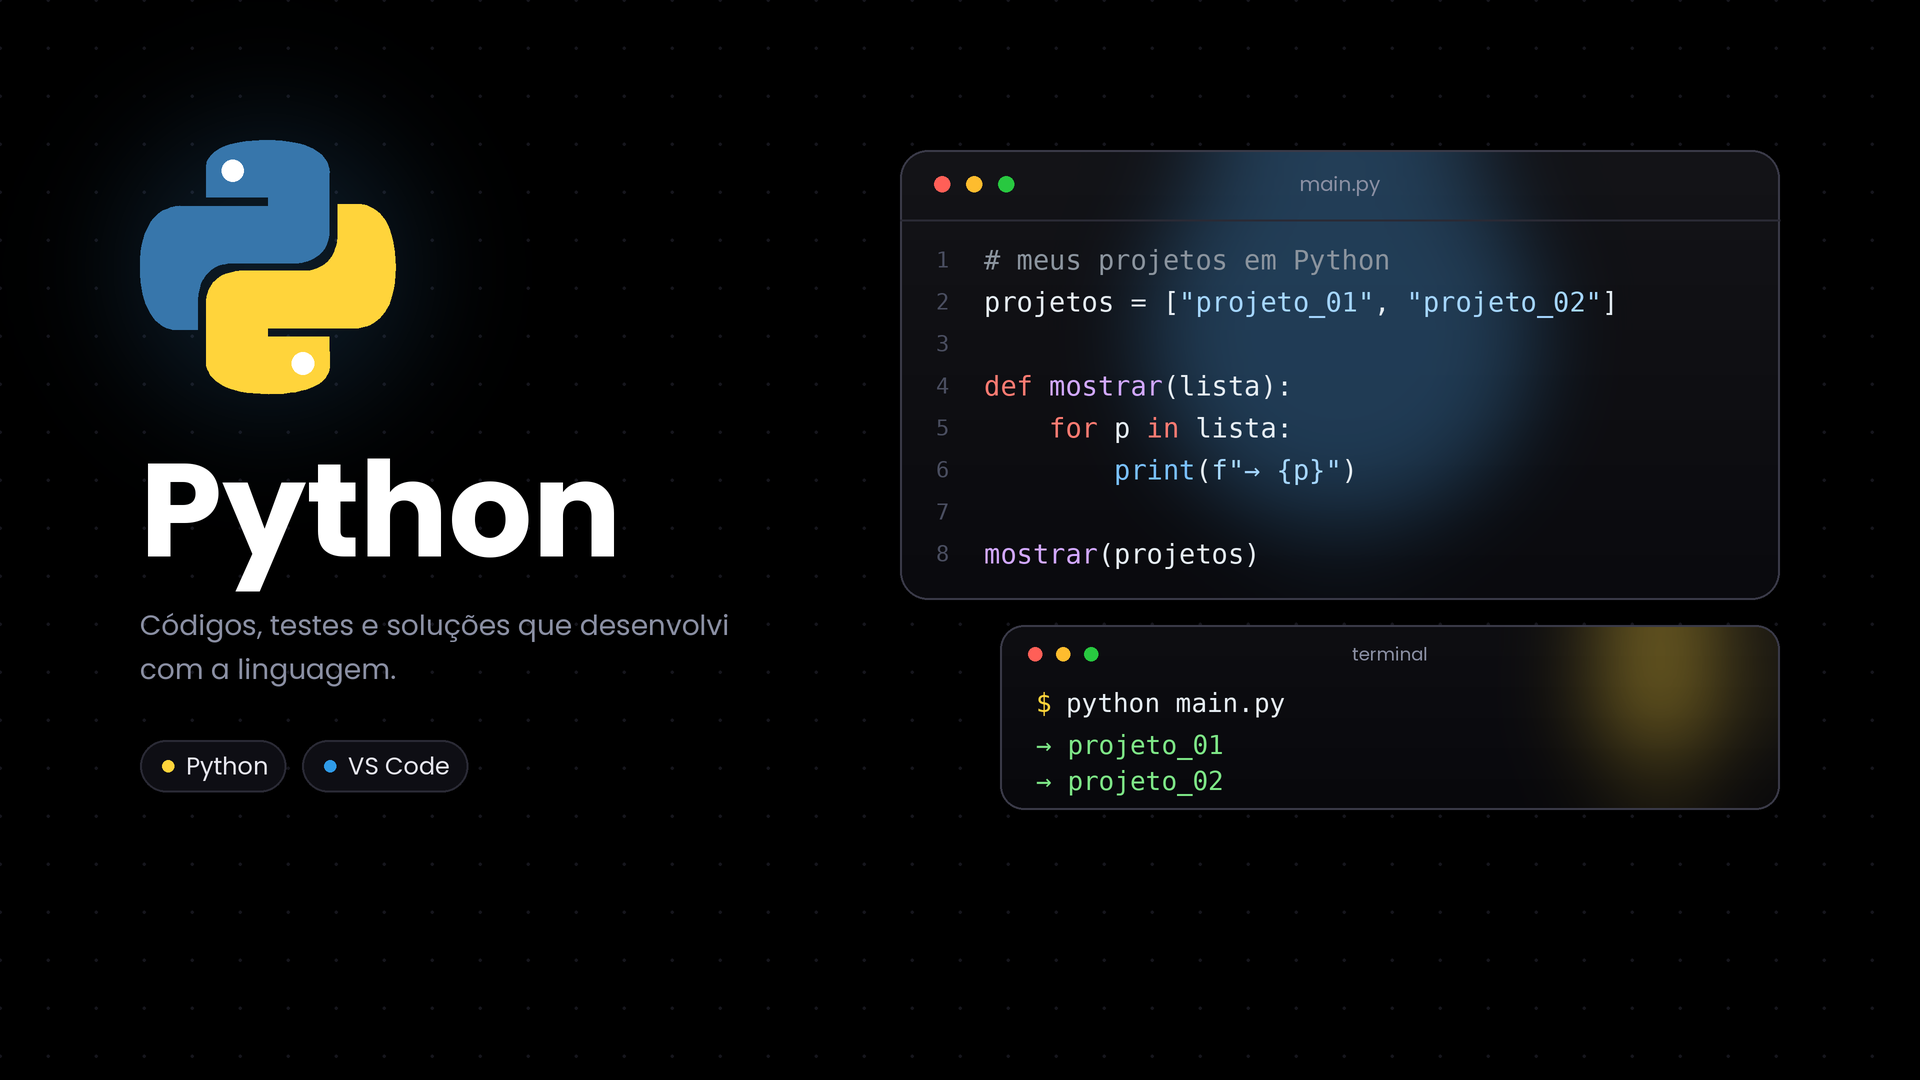 Python
Códigos, testes e soluções que desenvolvi
com a linguagem.
Python
VS Code
main.py
1 # meus projetos em Python
2 projetos = ["projeto_01", "projeto_02"]
3
4 def mostrar(lista):
5     for p in lista:
6         print(f"→ {p}")
7
8 mostrar(projetos)
terminal
$ python main.py
→ projeto_01
→ projeto_02